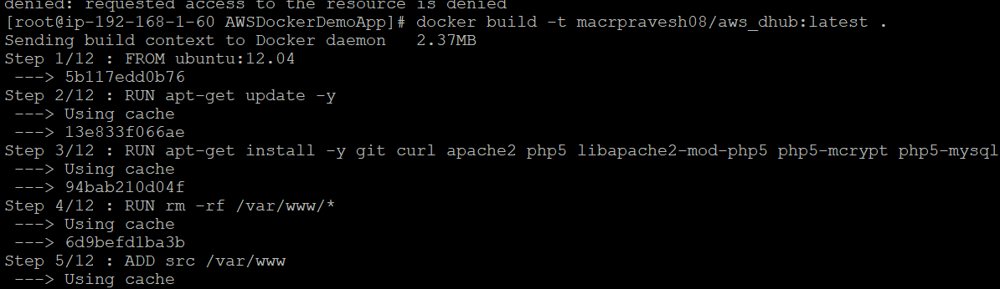 denied: requested access to the resource is denied
[root@ip-192-168-1-60 AWSDockerDemoApp]# docker build -t macrpravesh08/aws_dhub:latest .
Sending build context to Docker daemon   2.37MB
Step 1/12 : FROM ubuntu:12.04
 ---> 5b117edd0b76
Step 2/12 : RUN apt-get update -y
 ---> Using cache
 ---> 13e833f066ae
Step 3/12 : RUN apt-get install -y git curl apache2 php5 libapache2-mod-php5 php5-mcrypt php5-mysql
 ---> Using cache
 ---> 94bab210d04f
Step 4/12 : RUN rm -rf /var/www/*
 ---> Using cache
 ---> 6d9befd1ba3b
Step 5/12 : ADD src /var/www
 ---> Using cache